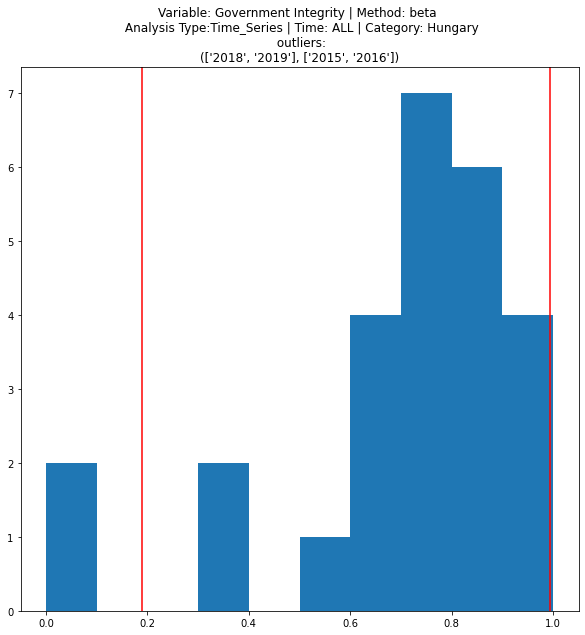 Variable: Government Integrity | Method: beta
Analysis Type:Time_Series | Time: ALL | Category: Hungary
outliers:
(['2018', '2019'], ['2015', '2016'])
7
6
5
4
3
2
1
0
0.0 0.2 0.4 0.6 0.8 1.0